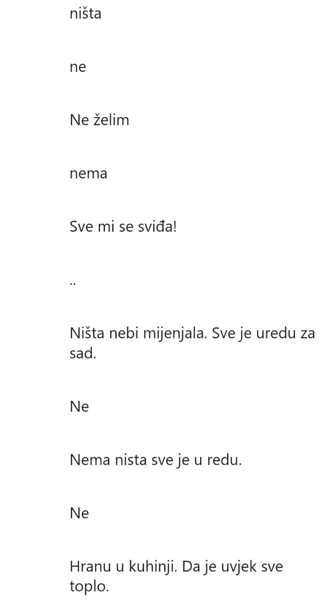 ništa
ne
Ne želim
nema
Sve mi se sviđa!
..
Ništa nebi mijenjala. Sve je uredu za
sad.
Ne
Nema nista sve je u redu.
Ne
Hranu u kuhinji. Da je uvjek sve
toplo.